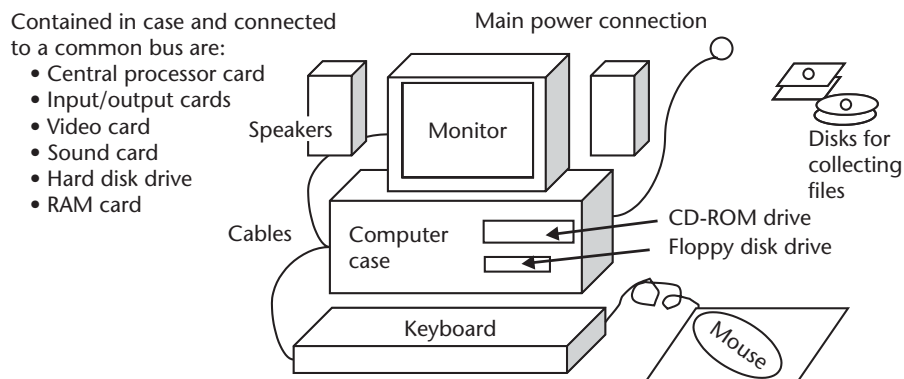 Contained in case and connected
to a common bus are:
• Central processor card
• Input/output cards
• Video card
• Sound card
• Hard disk drive
• RAM card
Main power connection
Speakers
Monitor
Disks for
collecting
files
Cables
Computer
case
CD-ROM drive
Floppy disk drive
Keyboard
Mouse